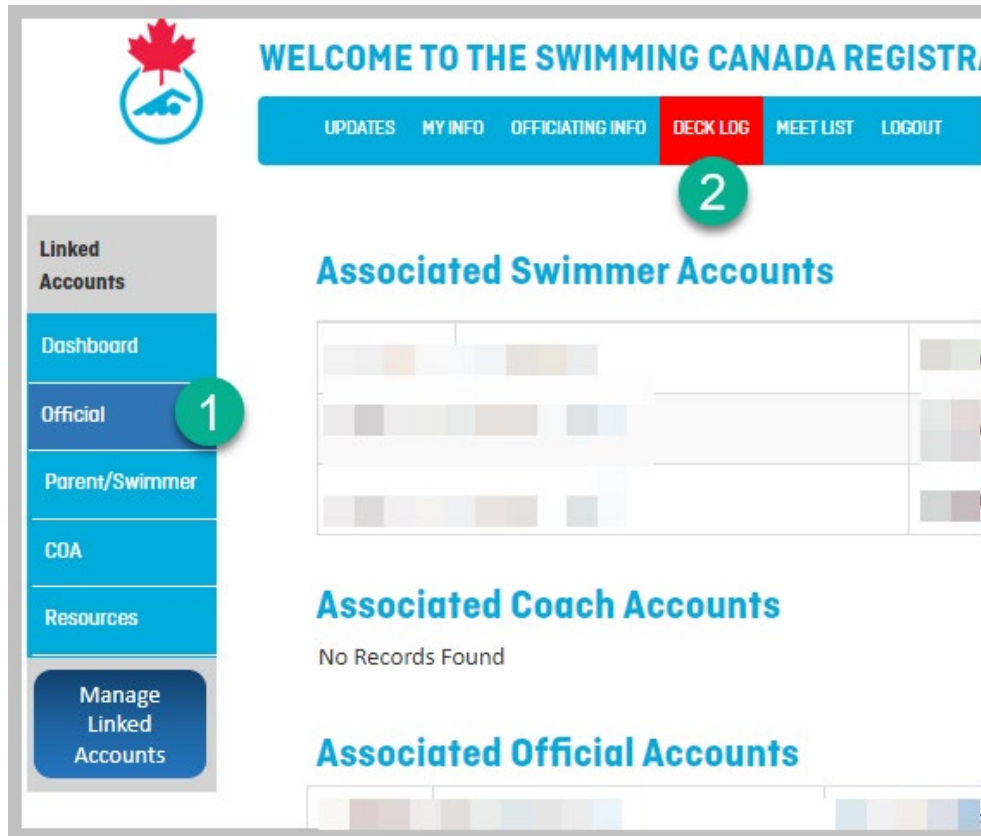 WELCOME TO THE SWIMMING CANADA REGISTRA
UPDATES MY INFO OFFICIATING INFO DECK LOG MEET LIST LOGOUT
2
Linked
Accounts
Dashboard
Official
1
Parent/Swimmer
COA
Resources
Manage
Linked
Accounts
Associated Swimmer Accounts
Associated Coach Accounts
No Records Found
Associated Official Accounts